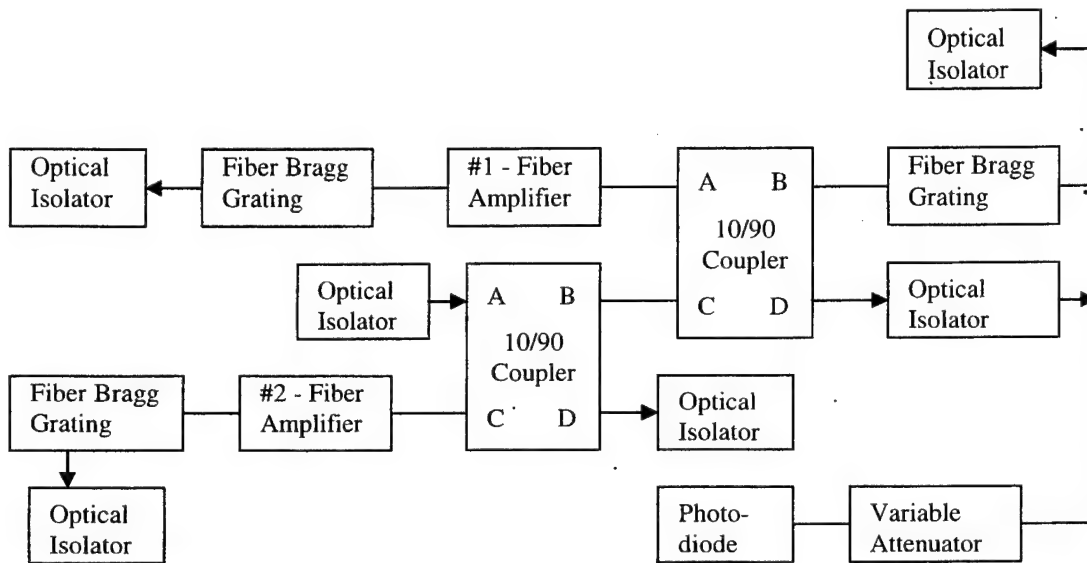 Optical
Isolator
Optical
Isolator
Fiber Bragg
Grating
#1 - Fiber
Amplifier
A B
10/90
Coupler
C D
Fiber Bragg
Grating
Optical
Isolator
A B
10/90
Coupler
C D
Optical
Isolator
Fiber Bragg
Grating
#2 - Fiber
Amplifier
Optical
Isolator
Optical
Isolator
Photo-
diode
Variable
Attenuator